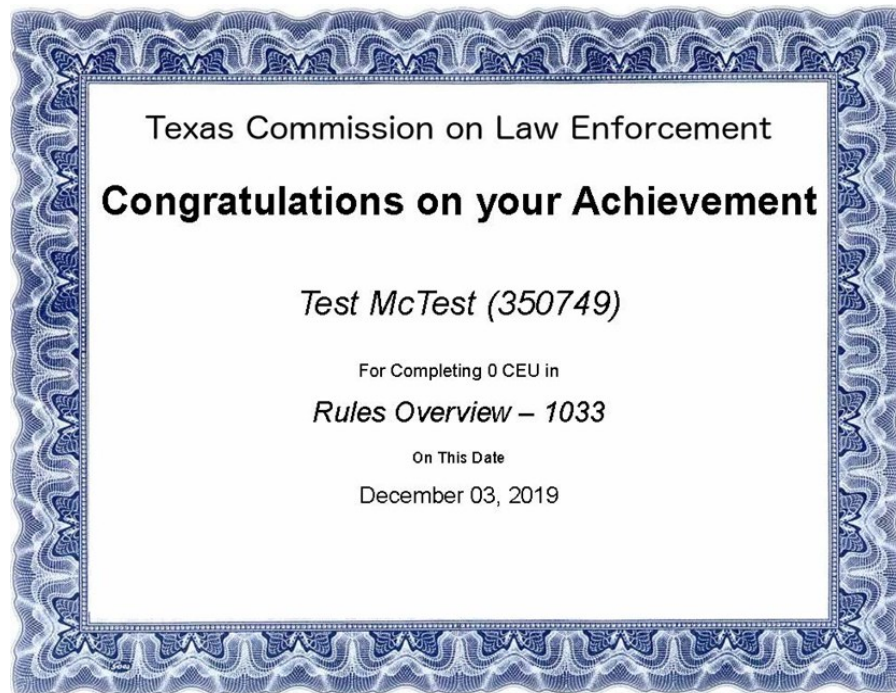 Texas Commission on Law Enforcement
Congratulations on your Achievement
Test McTest (350749)
For Completing 0 CEU in
Rules Overview – 1033
On This Date
December 03, 2019